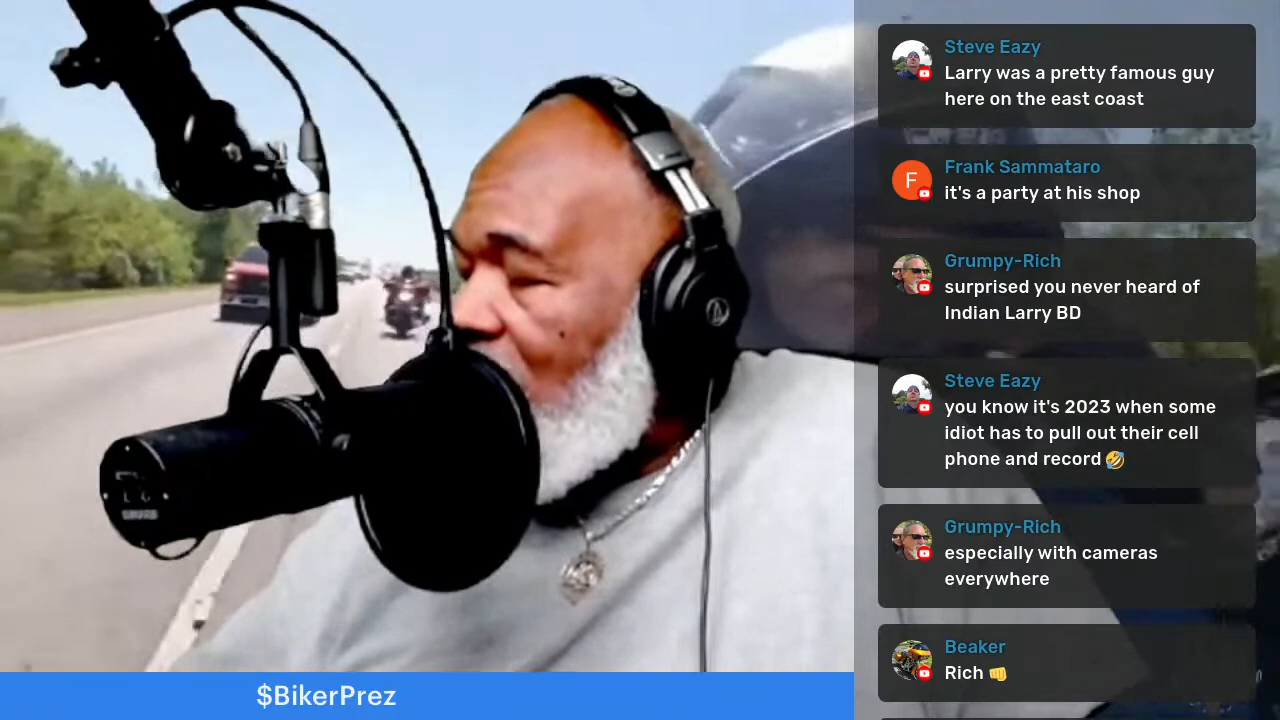 Steve Eazy
Larry was a pretty famous guy
here on the east coast
F
Frank Sammataro
it's a party at his shop
Grumpy-Rich
surprised you never heard of
Indian Larry BD
Steve Eazy
you know it's 2023 when some
idiot has to pull out their cell
phone and record 🤣
Grumpy-Rich
especially with cameras
everywhere
Beaker
Rich 👊
SHURE
$BikerPrez